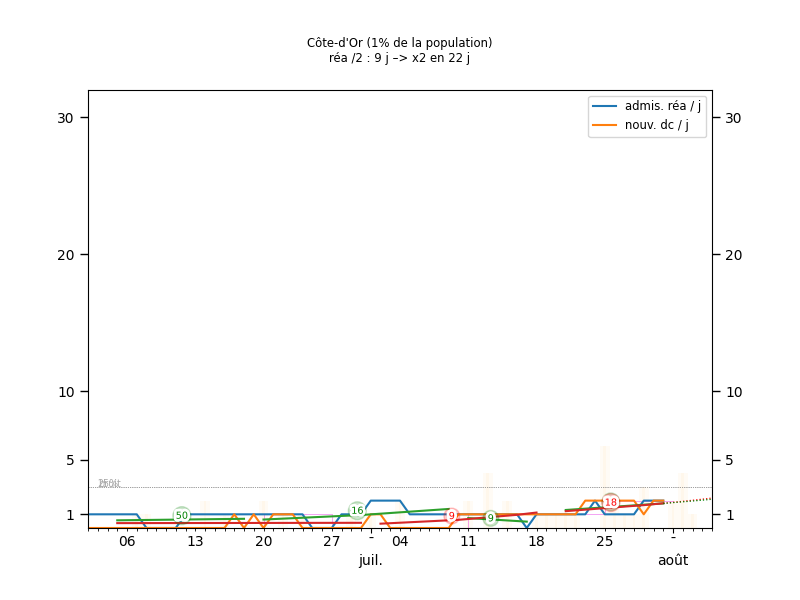 Côte-d'Or (1% de la population)
réa /2 : 9 j –> x2 en 22 j
admis. réa / j
nouv. dc / j
30 30
20 20
10 10
5 5
1 1
50 16 9 9 18
06 13 20 27 - 04 11 18 25 -
juil. août